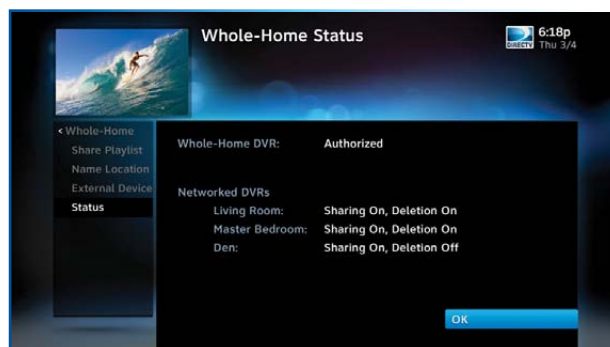 Whole-Home Status
6:18p
DIRECTV Thu 3/4
<Whole-Home
Share Playlist
Name Location
External Device
Status
Whole-Home DVR: Authorized
Networked DVRs
Living Room: Sharing On, Deletion On
Master Bedroom: Sharing On, Deletion On
Den: Sharing On, Deletion Off
OK